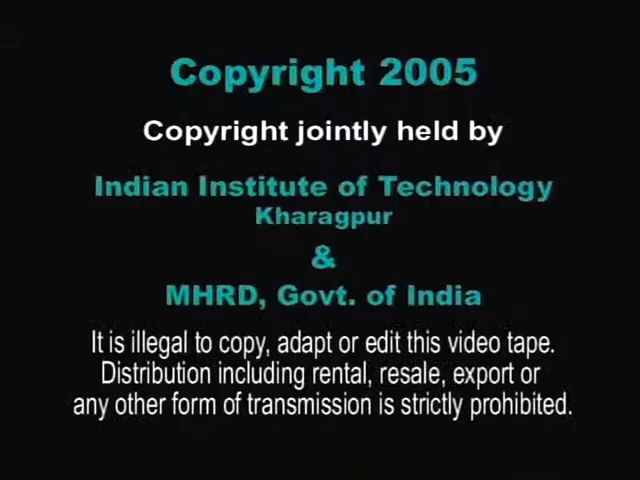 Copyright 2005
Copyright jointly held by
Indian Institute of Technology
Kharagpur
&
MHRD, Govt. of India
It is illegal to copy, adapt or edit this video tape.
Distribution including rental, resale, export or
any other form of transmission is strictly prohibited.